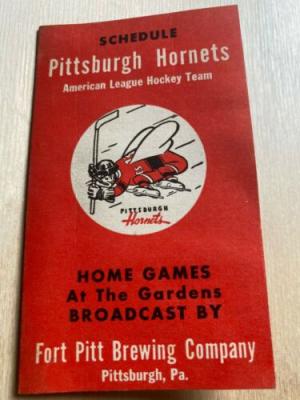 SCHEDULE
Pittsburgh Hornets
American League Hockey Team
PITTSBURGH
Hornets
HOME GAMES
At The Gardens
BROADCAST BY
Fort Pitt Brewing Company
Pittsburgh, Pa.